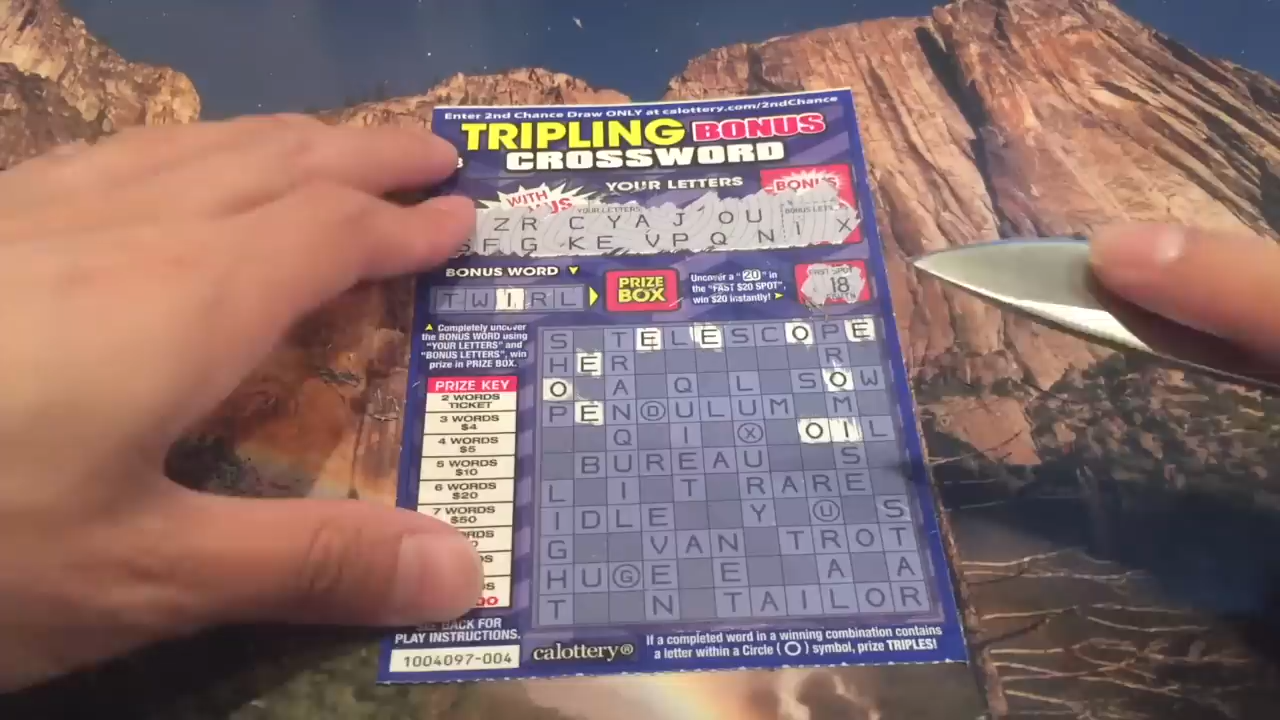 Enter 2nd Chance Draw ONLY at calottery.com/2ndChance
TRIPLING BONUS
CROSSWORD
WITH
YOUR LETTERS
BONUS
YOUR LETTERS
Z R C Y A J O U
F G K E V P Q N I X
BONUS WORD
TWIRL
PRIZE
BOX
Uncover a "20" in
the "FAST $20 SPOT",
win $20 instantly!
FAST SPOT
18
Completely uncover
the BONUS WORD using
"YOUR LETTERS" and
"BONUS LETTERS", win
prize in PRIZE BOX.
PRIZE KEY
2 WORDS
TICKET
3 WORDS
$4
4 WORDS
$5
5 WORDS
$10
6 WORDS
$20
7 WORDS
$50
S TELESCOPE
HER R
O A Q L SOW
PENDULUM M
Q I X OIL
BUREAU S
L I T RARE
IDLE Y U S
G VAN TROT
HUGE E A A
T N TAILOR
SEE BACK FOR
PLAY INSTRUCTIONS.
1004097-004
calottery®
If a completed word in a winning combination contains
a letter within a Circle ( O ) symbol, prize TRIPLES!